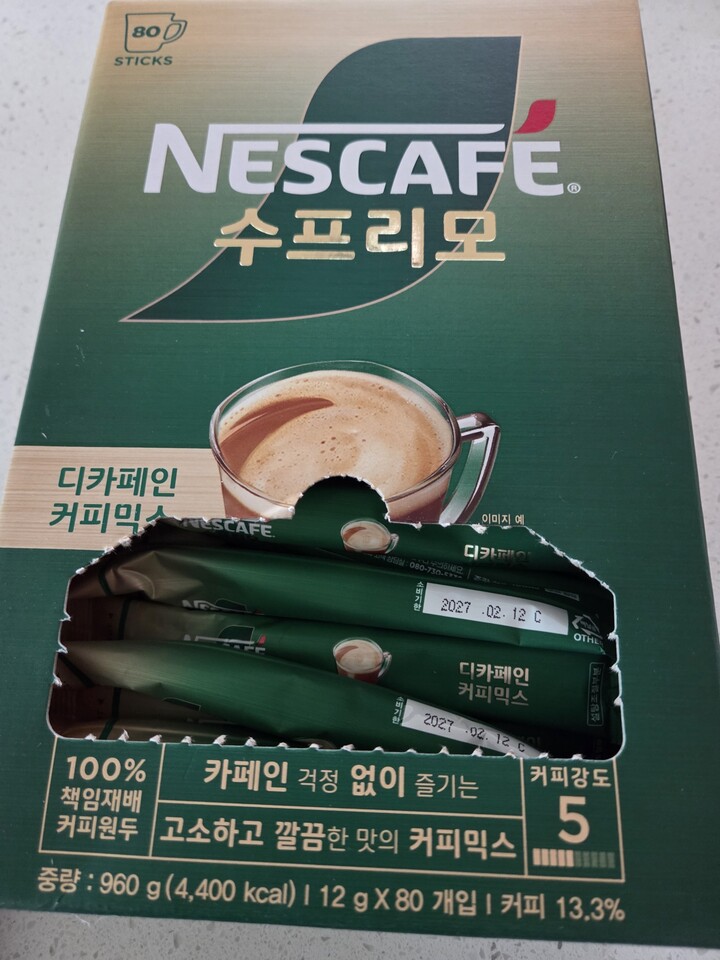 80
STICKS
NESCAFÉ®
수프리모
디카페인
커피믹스
이미지 예
NESCAFE.
디카페인
080-730-
소비기한
2027 .02. 12 C
OTHE
NESCAFE
디카페인
커피믹스
소비기한
2027 .02. 12 C
100%
책임재배
커피원두
카페인 걱정 없이 즐기는
고소하고 깔끔한 맛의 커피믹스
커피강도
5
중량 : 960 g (4,400 kcal) I 12 g X 80 개입 I 커피 13.3%